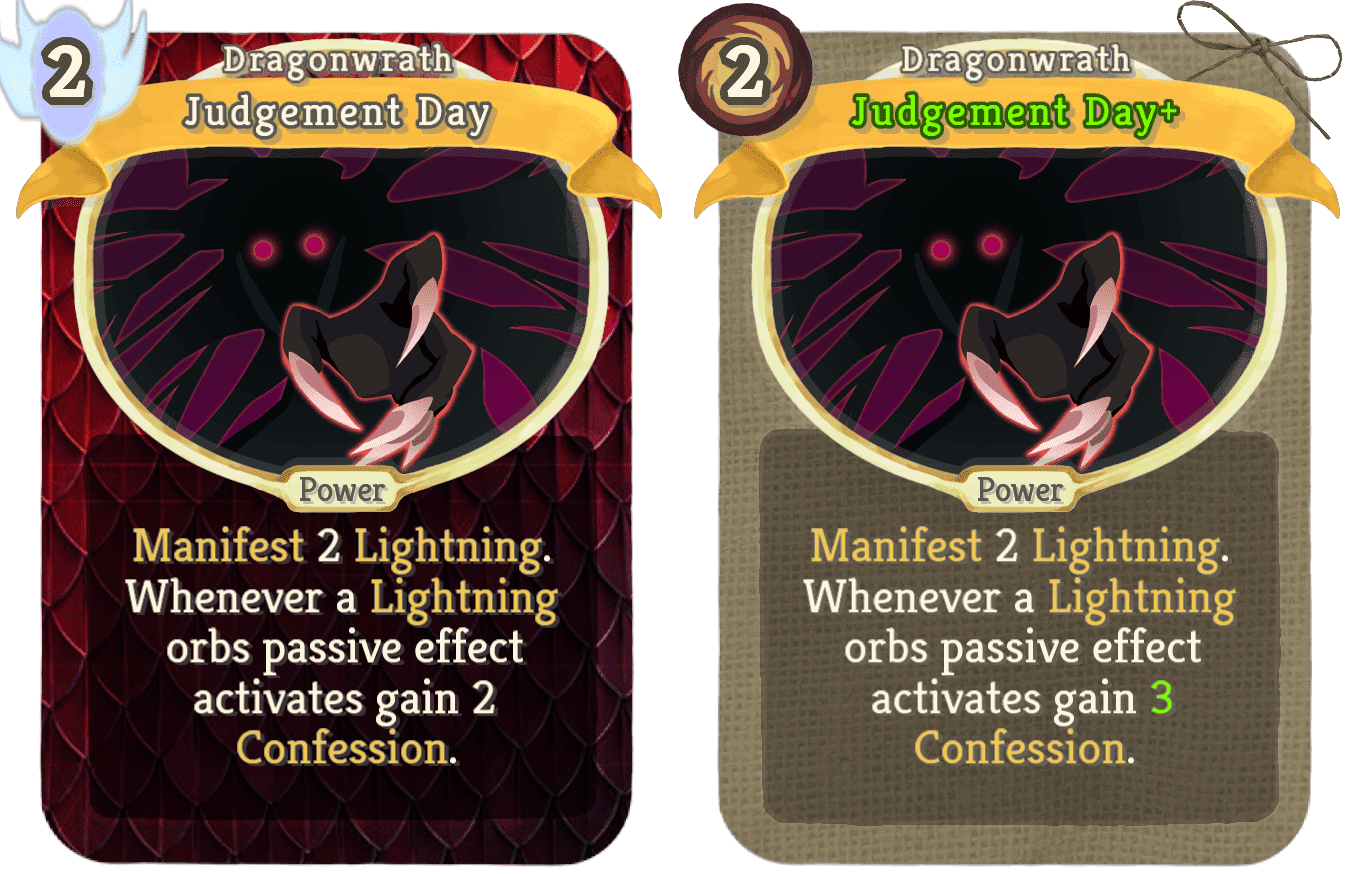 2
Dragonwrath
Judgement Day
Power
Manifest 2 Lightning.
Whenever a Lightning
orbs passive effect
activates gain 2
Confession.
2
Dragonwrath
Judgement Day+
Power
Manifest 2 Lightning.
Whenever a Lightning
orbs passive effect
activates gain 3
Confession.